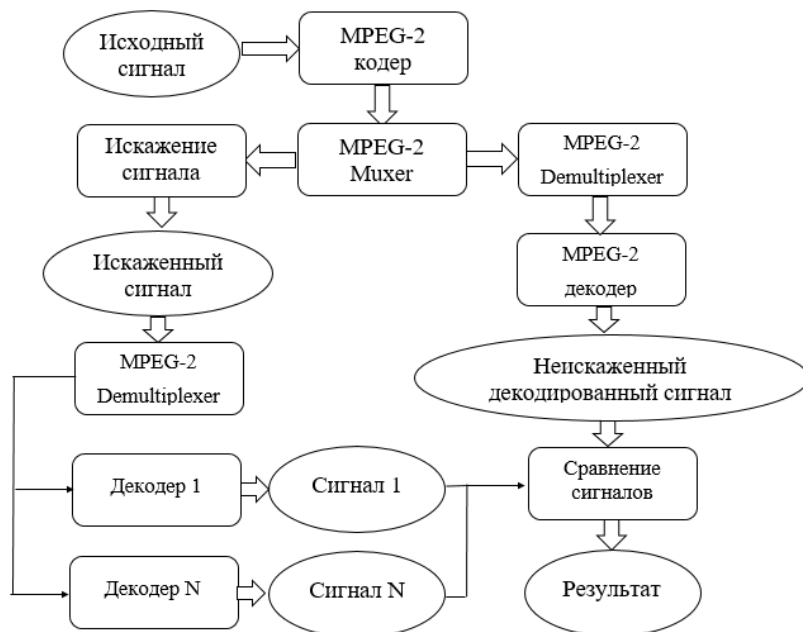 Исходный
сигнал
MPEG-2
кодер
Искажение
сигнала
MPEG-2
Muxer
MPEG-2
Demultiplexer
Искаженный
сигнал
MPEG-2
декодер
MPEG-2
Demultiplexer
Неискаженный
декодированный сигнал
Декодер 1
Сигнал 1
Сравнение
сигналов
Декодер N
Сигнал N
Результат